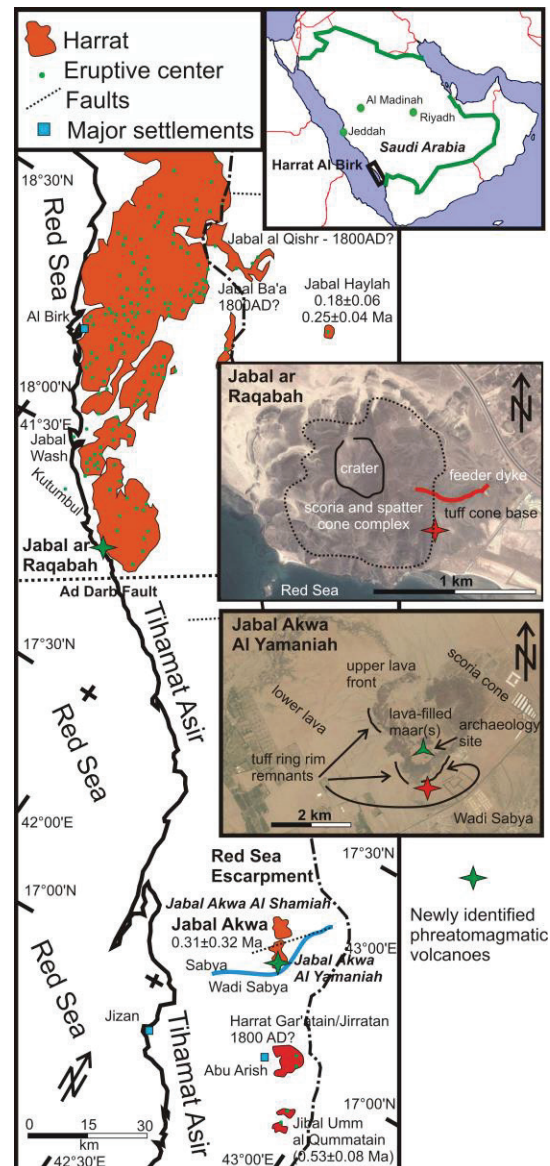 Harrat
Eruptive center
Faults
Major settlements
Al Madinah
Riyadh
Jeddah
Saudi Arabia
Harrat Al Birk
18°30'N
Red Sea
Jabal al Qishr - 1800AD?
Jabal Ba'a
1800AD?
Jabal Haylah
0.18±0.06
0.25±0.04 Ma
Al Birk
18°00'N
41°30'E
Jabal
Wash
Kutumbul
Jabal ar
Raqabah
Ad Darb Fault
Jabal ar
Raqabah
N
crater
feeder dyke
scoria and spatter
cone complex
tuff cone base
Red Sea
1 km
17°30'N
Tihamat Asir
Red Sea
Jabal Akwa
Al Yamaniah
N
upper lava
front
scoria cone
lower lava
lava-filled
maar(s)
archaeology
site
tuff ring rim
remnants
2 km
Wadi Sabya
42°00'E
Red Sea
Escarpment
17°30'N
17°00'N
Jabal Akwa Al Shamiah
Jabal Akwa
0.31±0.32 Ma
43°00'E
Sabya
Jabal Akwa
Al Yamaniah
Wadi Sabya
Newly identified
phreatomagmatic
volcanoes
Red Sea
Jizan
Tihamat Asir
Harrat Gar'atain/Jirratan
1800 AD?
Abu Arish
N
17°00'N
Jibal Umm
al Qummatain
(0.53±0.08 Ma)
0 15 30
km
42°30'E
43°00'E